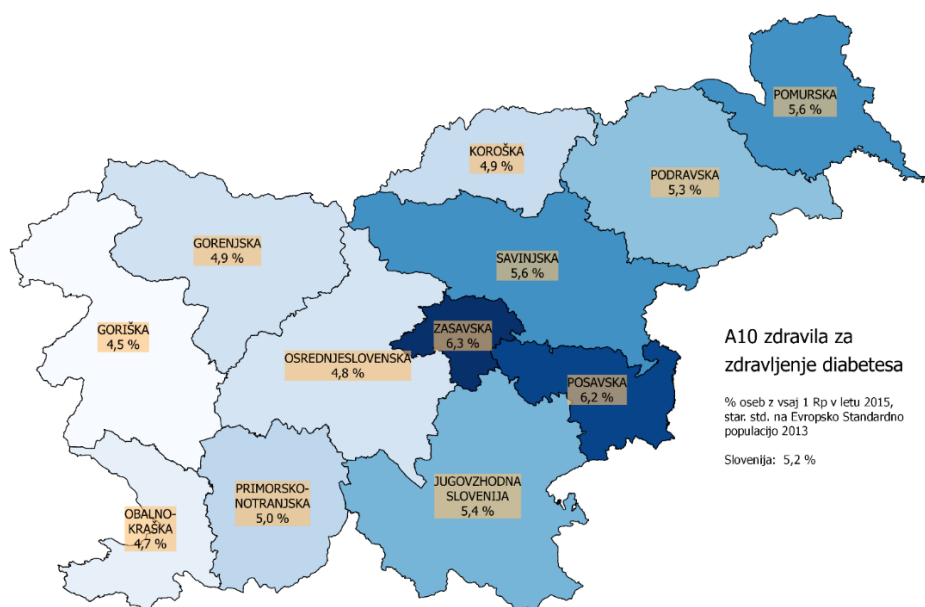 POMURSKA
5,6 %
KOROŠKA
4,9 %
PODRAVSKA
5,3 %
GORENJSKA
4,9 %
SAVINJSKA
5,6 %
GORIŠKA
4,5 %
ZASAVSKA
6,3 %
OSREDNJESLOVENSKA
4,8 %
POSAVSKA
6,2 %
JUGOVZHODNA
SLOVENIJA
5,4 %
PRIMORSKO-
NOTRANJSKA
5,0 %
OBALNO-
KRAŠKA
4,7 %
A10 zdravila za
zdravljenje diabetesa
% oseb z vsaj 1 Rp v letu 2015,
star. std. na Evropsko Standardno
populacijo 2013
Slovenija: 5,2 %